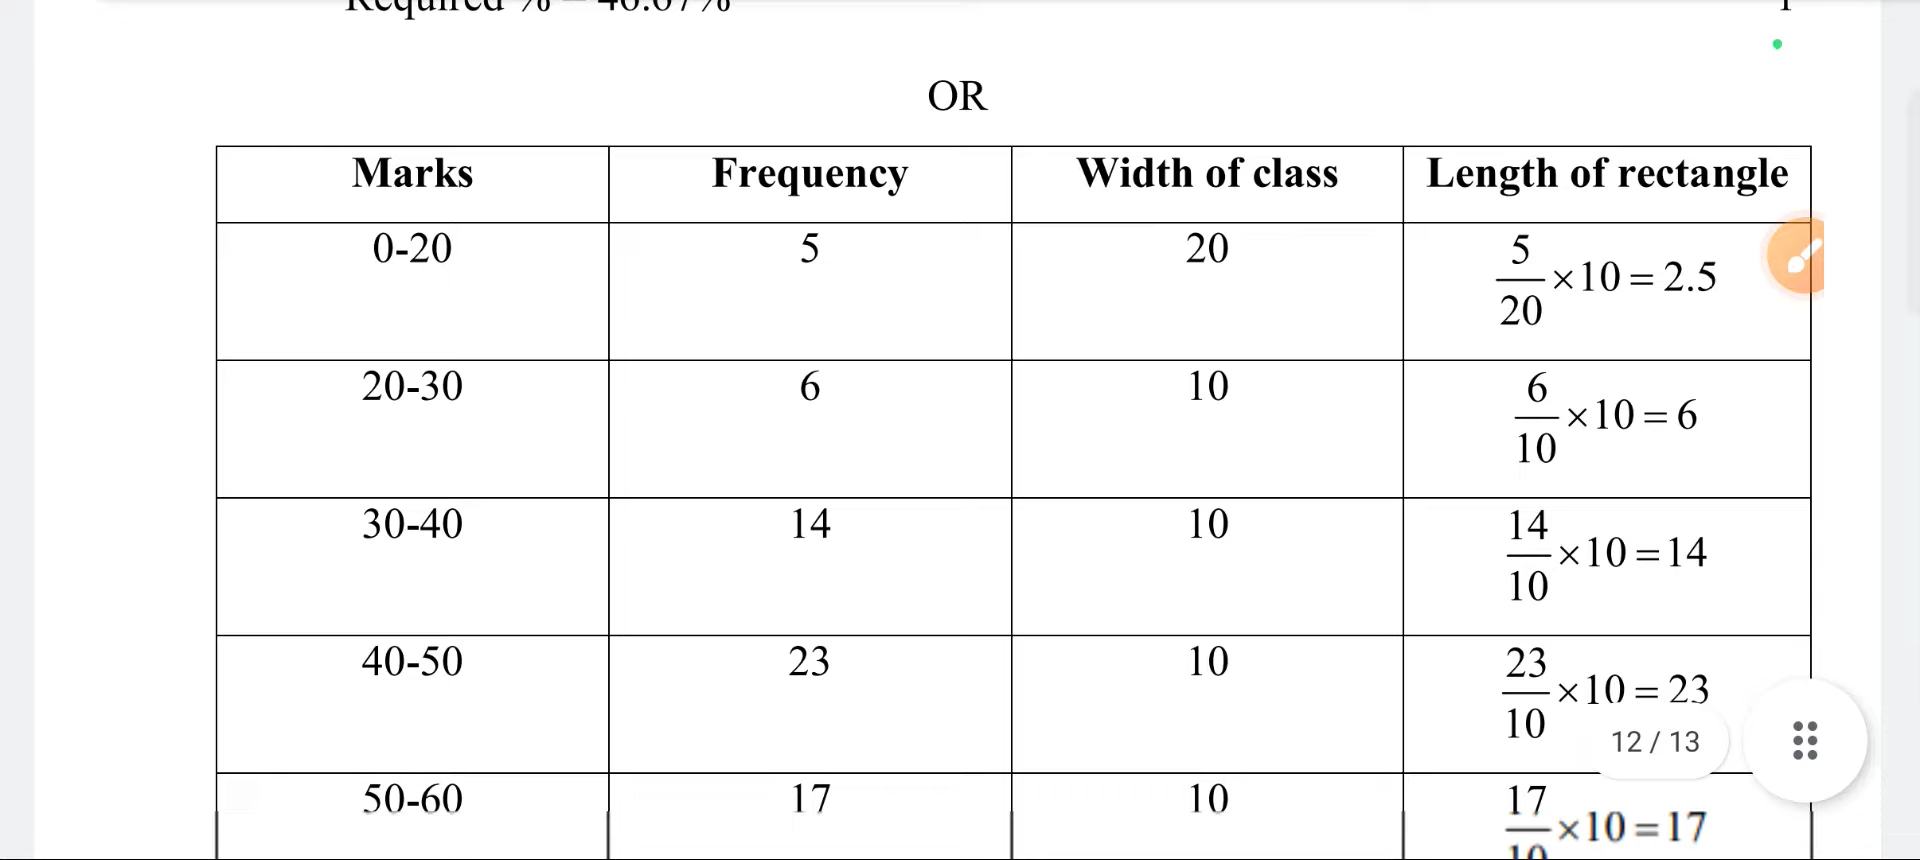 OR
Marks Frequency Width of class Length of rectangle
0-20 5 20 5/20 ×10 = 2.5
20-30 6 10 6/10 ×10 = 6
30-40 14 10 14/10 ×10 = 14
40-50 23 10 23/10 ×10 = 23
12 / 13
50-60 17 10 17/10 ×10 = 17